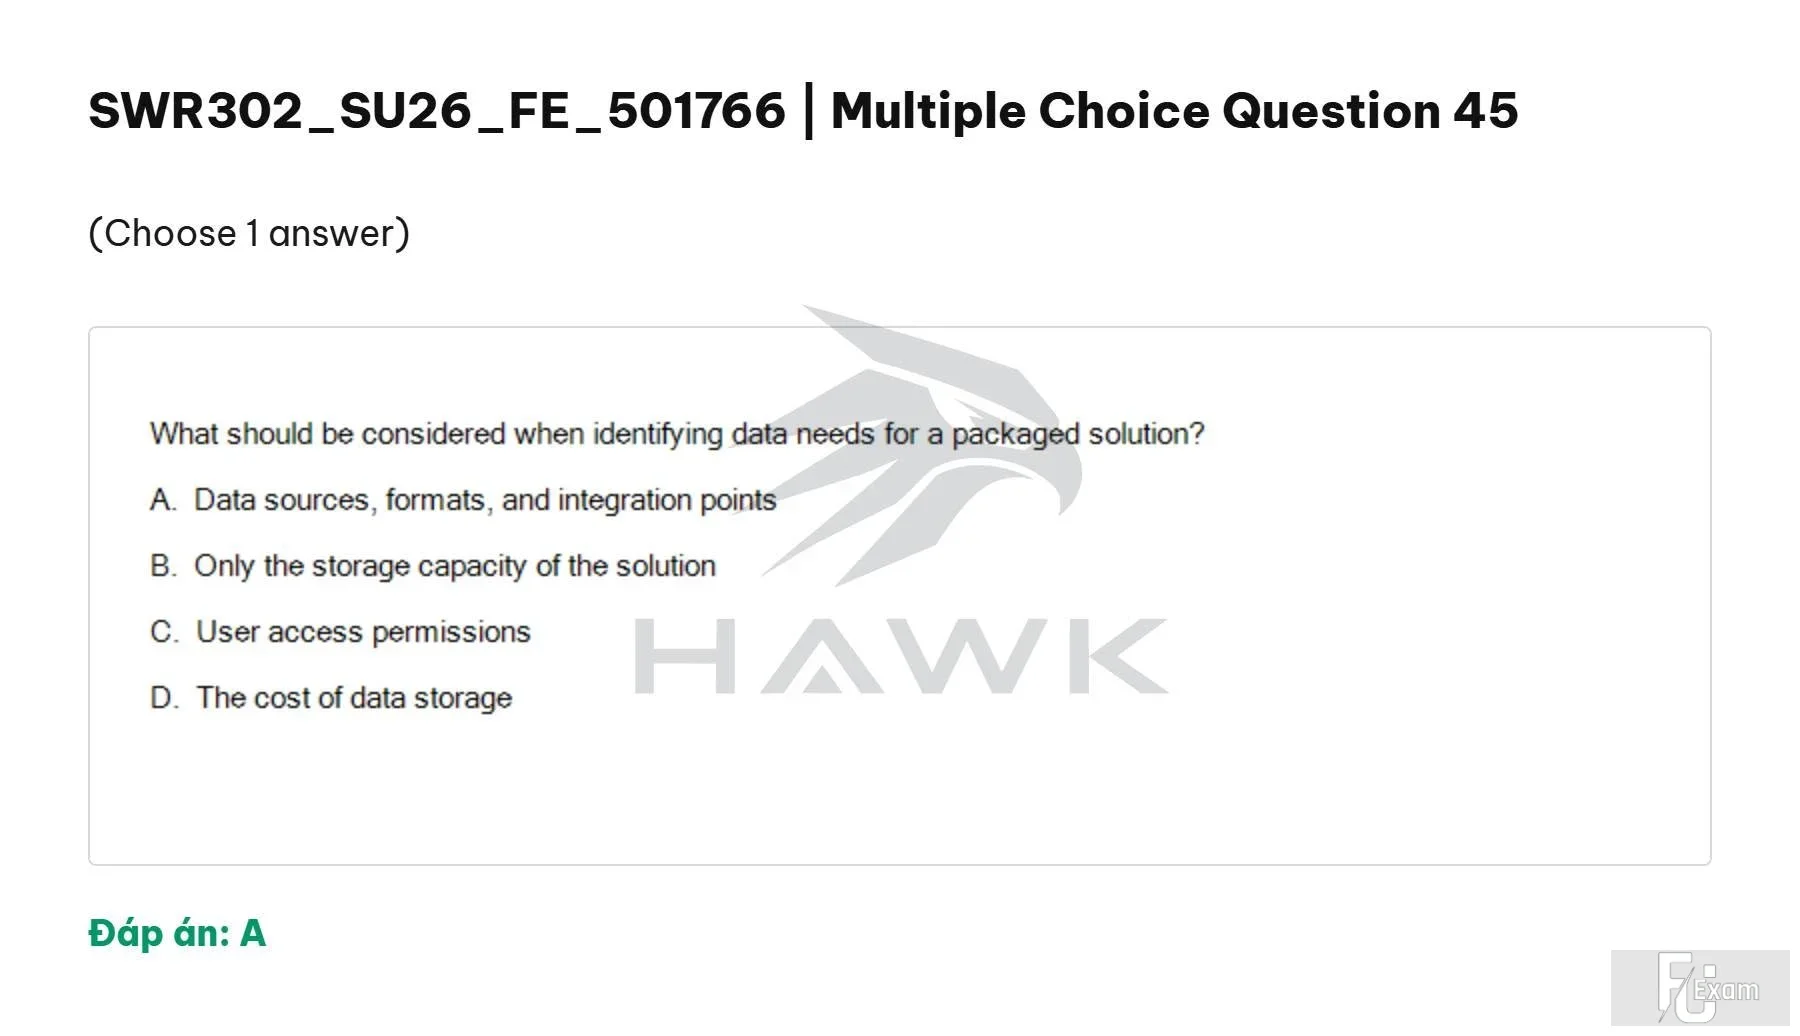 SWR302_SU26_FE_501766 | Multiple Choice Question 45
(Choose 1 answer)
What should be considered when identifying data needs for a packaged solution?
A. Data sources, formats, and integration points
B. Only the storage capacity of the solution
C. User access permissions
D. The cost of data storage
HAWK
Đáp án: A
FU Exam